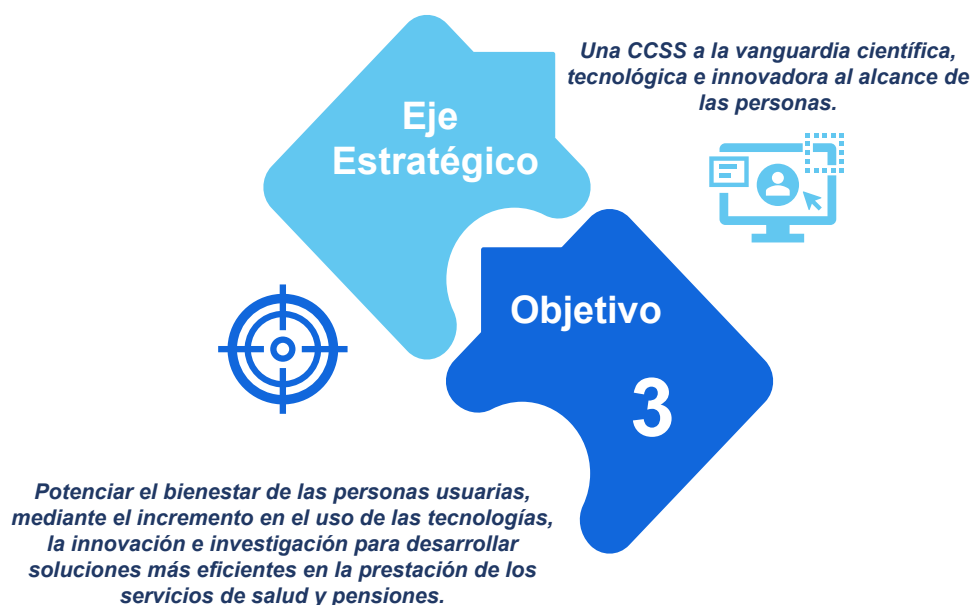 Una CCSS a la vanguardia científica,
tecnológica e innovadora al alcance de
las personas.
Eje
Estratégico
Objetivo
3
Potenciar el bienestar de las personas usuarias,
mediante el incremento en el uso de las tecnologías,
la innovación e investigación para desarrollar
soluciones más eficientes en la prestación de los
servicios de salud y pensiones.